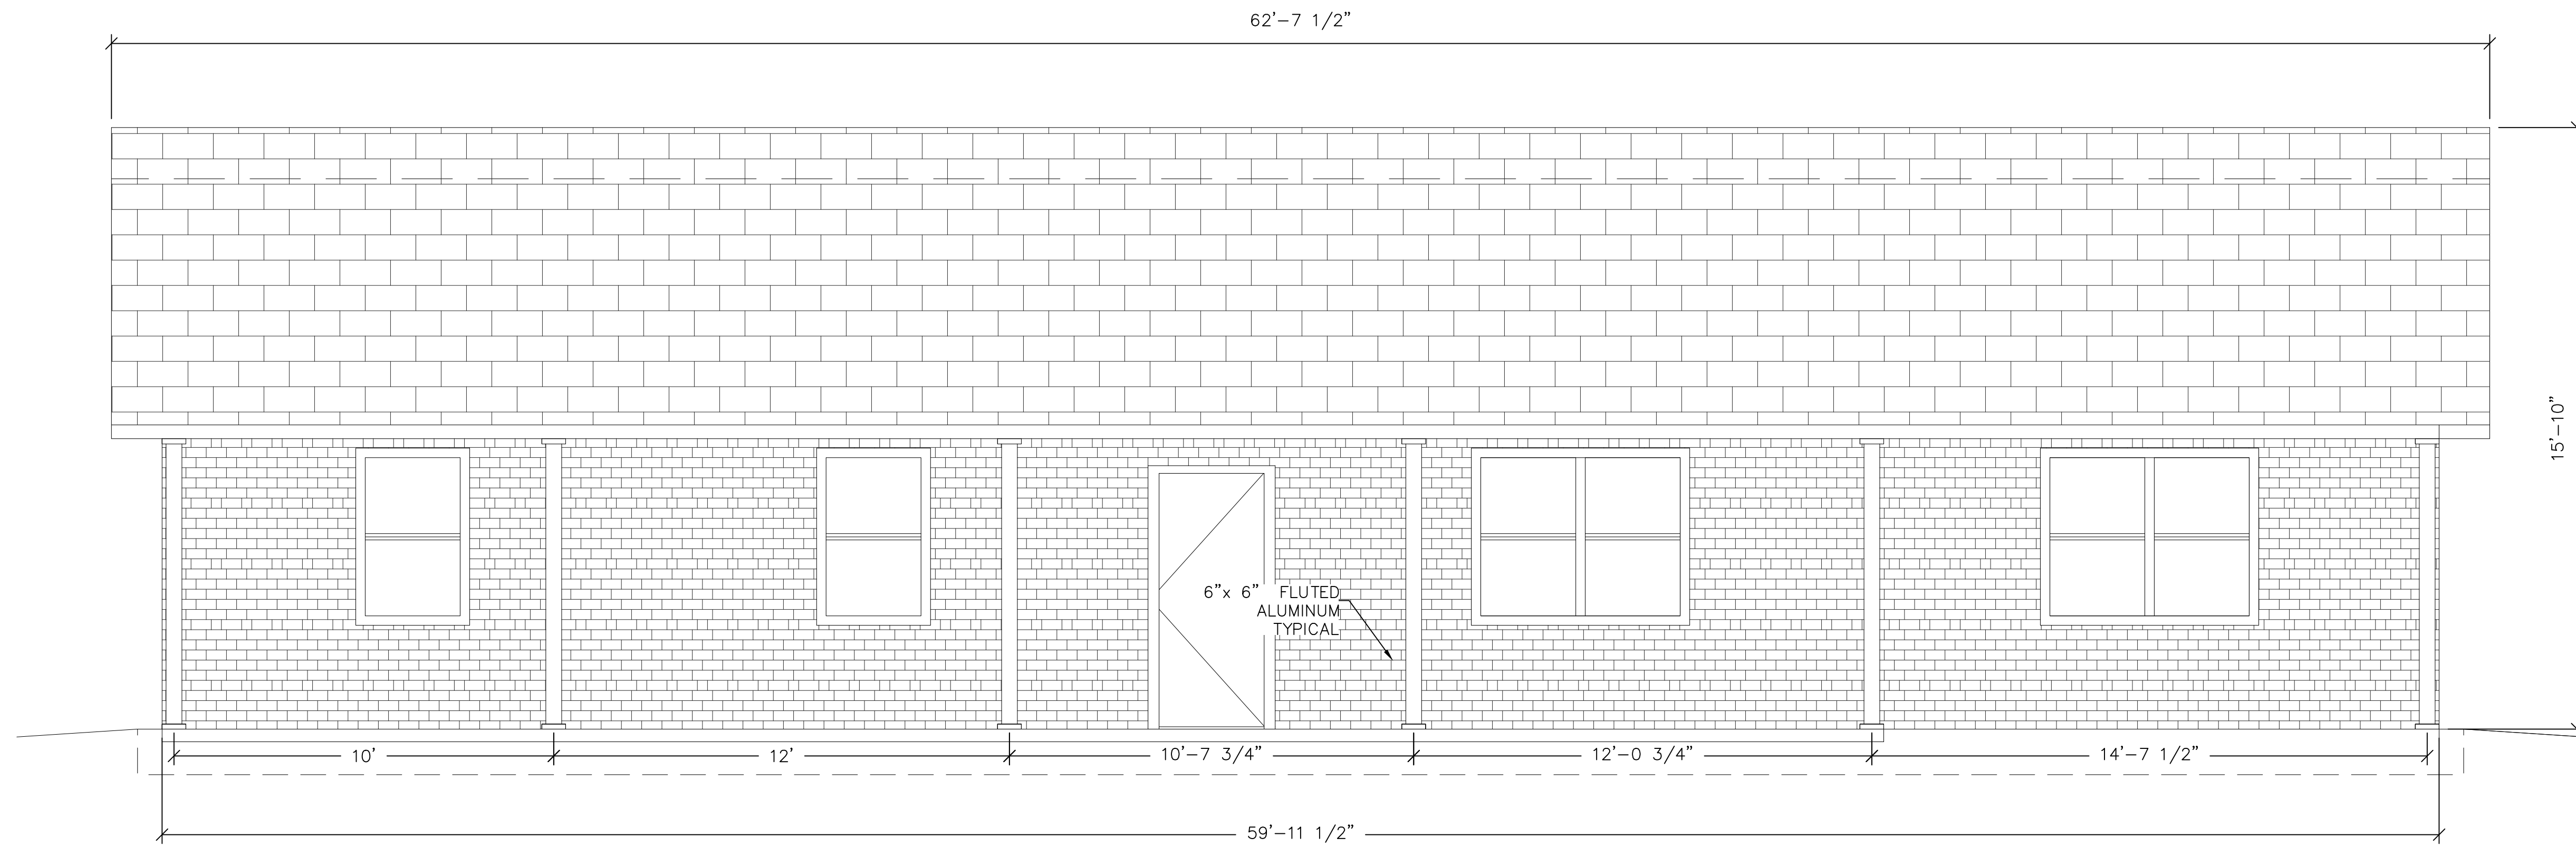 62'-7 1/2"
15'-10"
6"x 6" FLUTED
ALUMINUM
TYPICAL
10'
12'
10'-7 3/4"
12'-0 3/4"
14'-7 1/2"
59'-11 1/2"